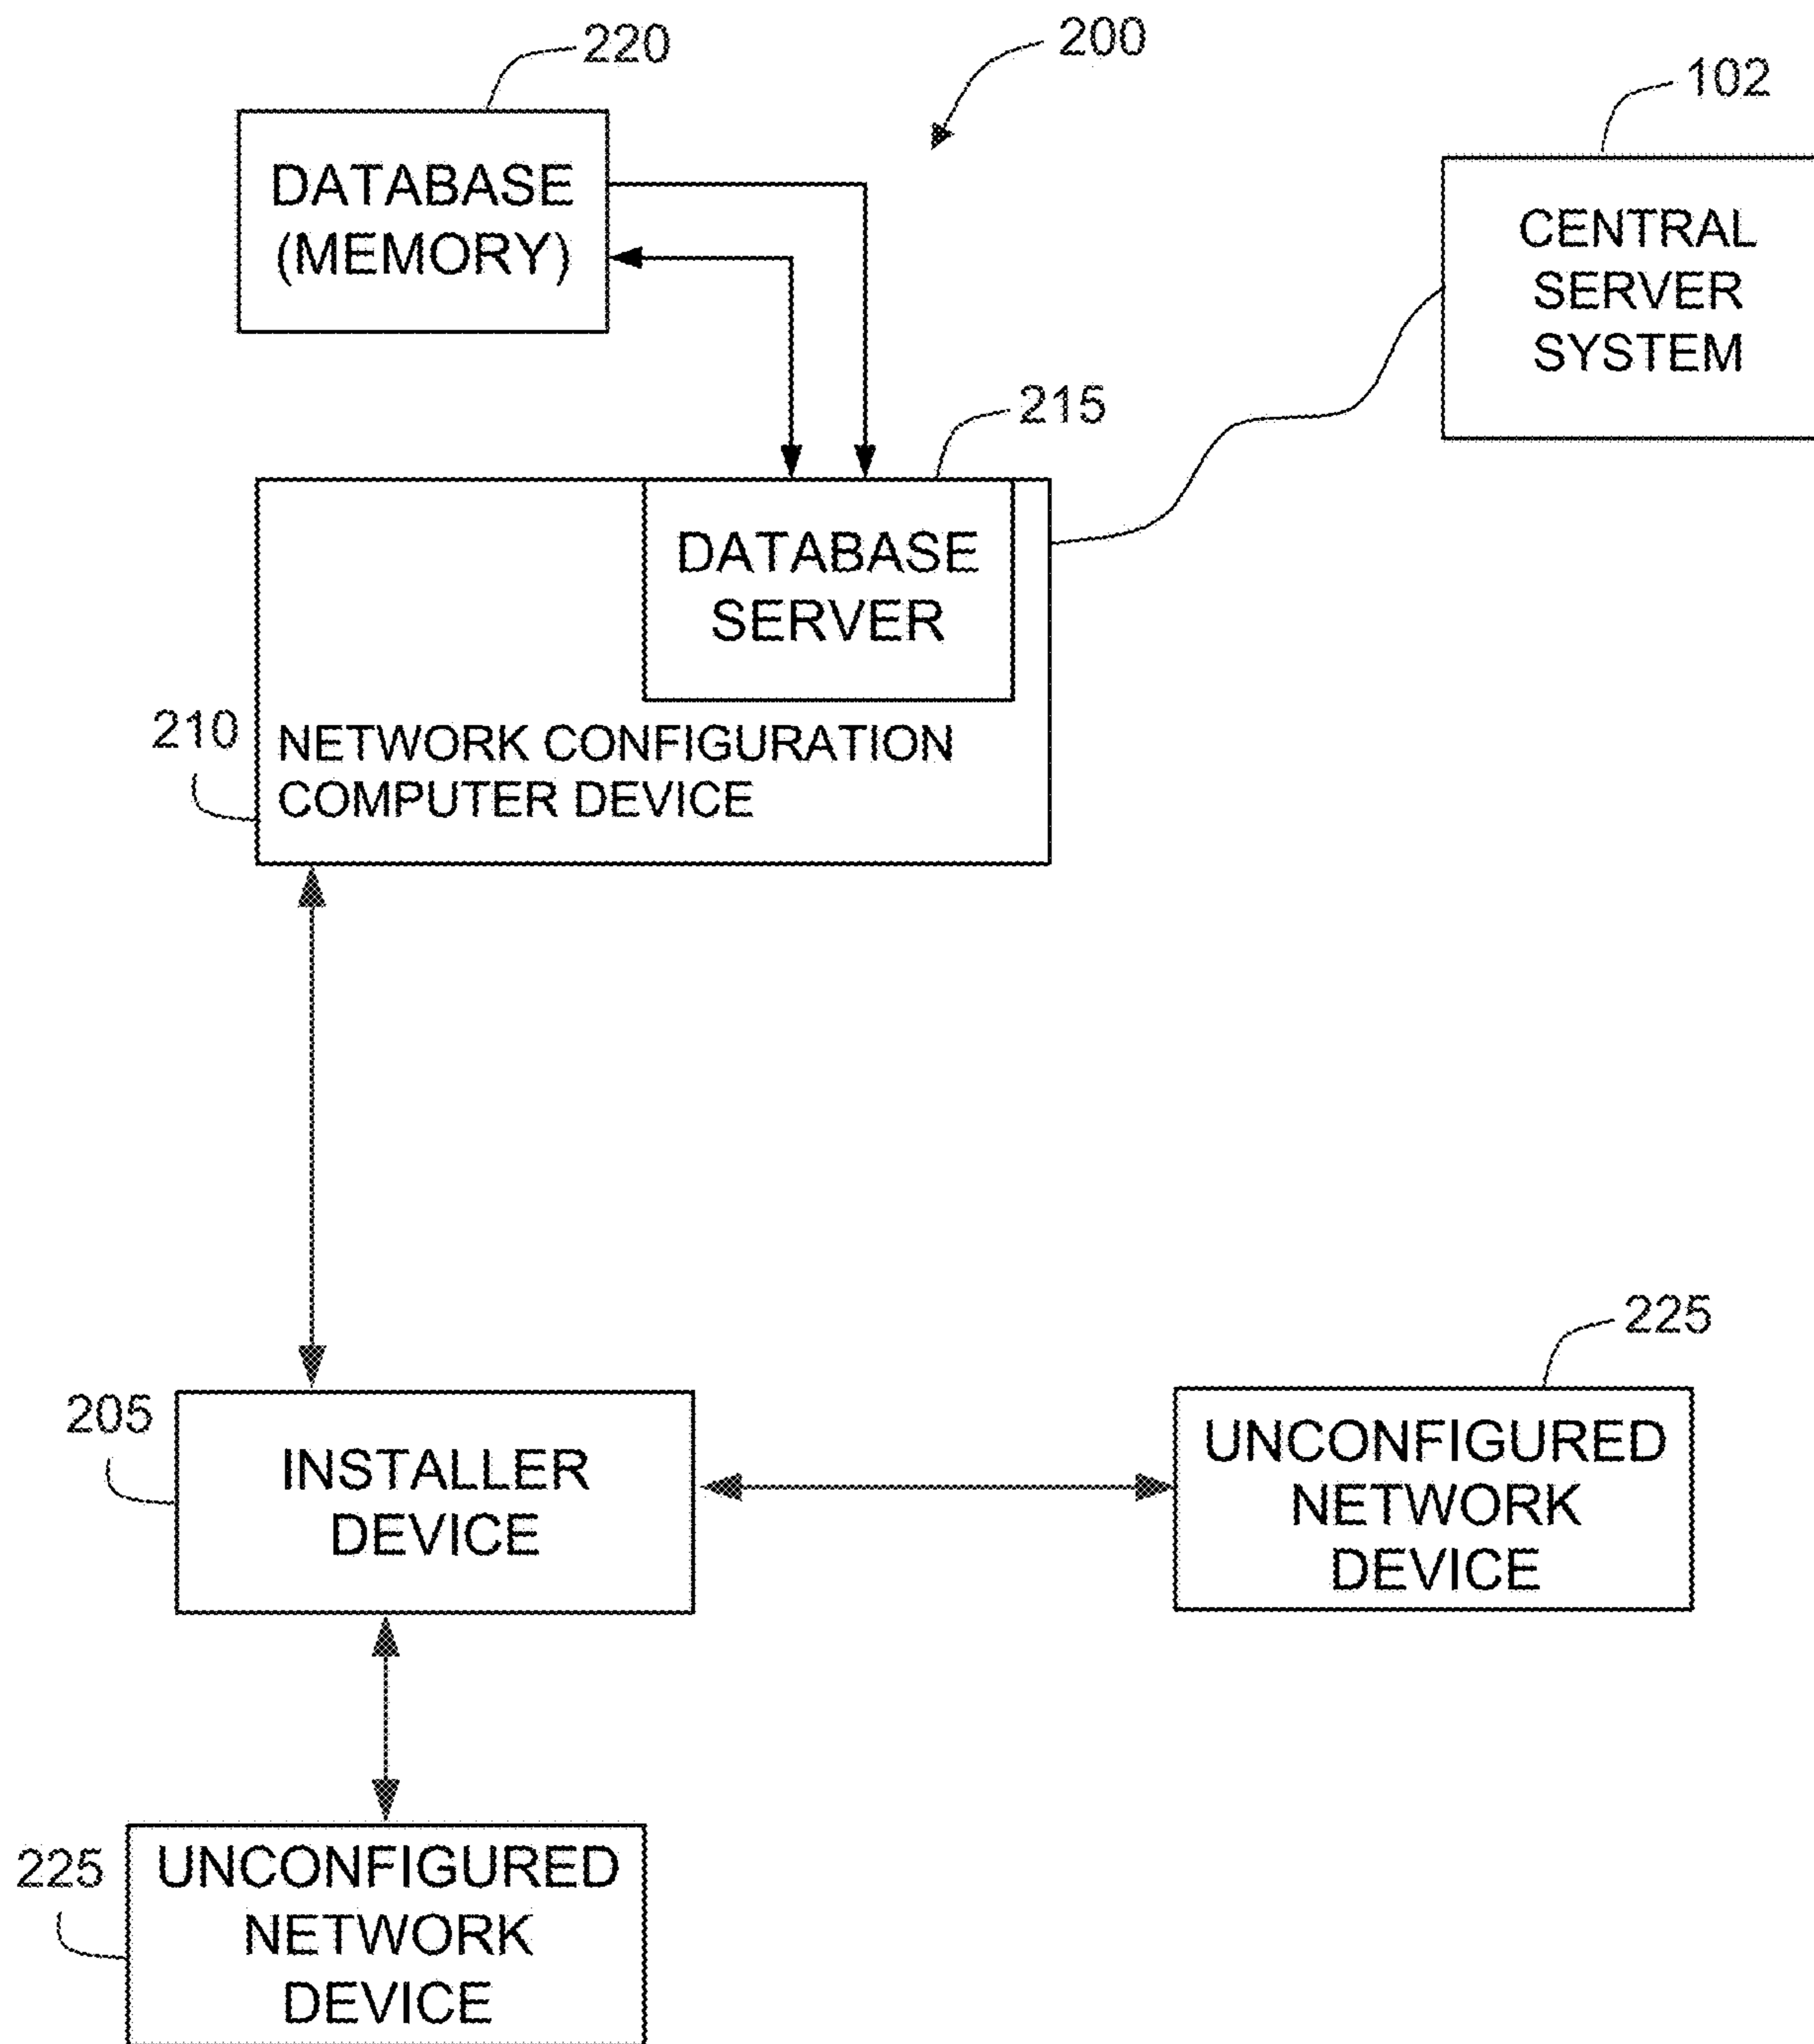 220
200
102
DATABASE
(MEMORY)
CENTRAL
SERVER
SYSTEM
215
DATABASE
SERVER
210
NETWORK CONFIGURATION
COMPUTER DEVICE
225
205
INSTALLER
DEVICE
UNCONFIGURED
NETWORK
DEVICE
225
UNCONFIGURED
NETWORK
DEVICE